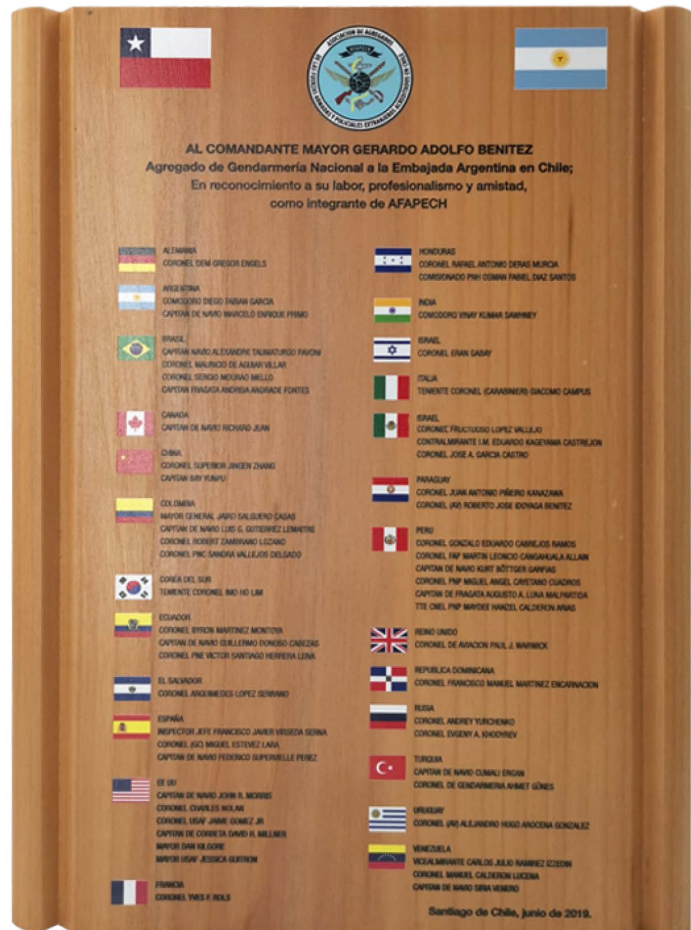 ASOCIACION DE AGREGADOS
AFAPECH
AL COMANDANTE MAYOR GERARDO ADOLFO BENITEZ
Agregado de Gendarmería Nacional a la Embajada Argentina en Chile;
En reconocimiento a su labor, profesionalismo y amistad,
como integrante de AFAPECH
ALEMANIA
CORONEL DEM GREGOR ENGELS
ARGENTINA
COMODORO DIEGO FABIAN GARCIA
CAPITAN DE NAVIO MARCELO ENRIQUE PRIMO
BRASIL
CAPITAN NAVIO ALEXANDRE TAUMATURGO PAVONI
CORONEL MAURICIO DE AGUIAR VILLAR
CORONEL SERGIO MOURAO MELLO
CAPITAN FRAGATA ANDREIA ANDRADE FONTES
CANADA
CAPITAN DE NAVIO RICHARD JEAN
CHINA
CORONEL SUPERIOR JINGEN ZHANG
CAPITAN BAY YUNPU
COLOMBIA
MAYOR GENERAL JAIRO SALGUERO CASAS
CAPITAN DE NAVIO LUIS G. GUTIERREZ LEMAITRE
CORONEL ROBERT ZAMBRANO LOZANO
CORONEL PNC SANDRA VALLEJOS DELGADO
COREA DEL SUR
TENIENTE CORONEL IMO HO LIM
ECUADOR
CORONEL BYRON MARTINEZ MONTOYA
CAPITAN DE NAVIO GUILLERMO DONOSO CABEZAS
CORONEL PNE VICTOR SANTIAGO HERRERA LEIVA
EL SALVADOR
CORONEL ARQUIMEDES LOPEZ SERRANO
ESPAÑA
INSPECTOR JEFE FRANCISCO JAVIER VIRSEDA SERNA
CORONEL (GC) MIGUEL ESTEVEZ LARA
CAPITAN DE NAVIO FEDERICO SUPERVIELLE PEREZ
EE UU
CAPITAN DE NAVIO JOHN R. MORRIS
CORONEL CHARLES NOLAN
CORONEL USAF JAIME GOMEZ JR
CAPITAN DE CORBETA DAVID H. MILLNER
MAYOR DAN KILGORE
MAYOR USAF JESSICA GUITRON
FRANCIA
CORONEL YVES F. ROLS
HONDURAS
CORONEL RAFAEL ANTONIO DERAS MURCIA
COMISIONADO PNH OSMAN FABIEL DIAZ SANTOS
INDIA
COMODORO VINAY KUMAR SAWHNEY
ISRAEL
CORONEL ERAN GABAY
ITALIA
TENIENTE CORONEL (CARABINIERI) GIACOMO CAMPUS
ISRAEL
CORONEL FRUCTUOSO LOPEZ VALLEJO
CONTRALMIRANTE I.M. EDUARDO KAGEYAMA CASTREJON
CORONEL JOSE A. GARCIA CASTRO
PARAGUAY
CORONEL JUAN ANTONIO PIÑEIRO KANAZAWA
CORONEL (AV) ROBERTO JOSE IDOYAGA BENITEZ
PERU
CORONEL GONZALO EDUARDO CABREJOS RAMOS
CORONEL FAP MARTIN LEONCIO CANGAHUALA ALLAIN
CAPITAN DE NAVIO KURT BÖTTGER GARFIAS
CORONEL PNP MIGUEL ANGEL CAYETANO CUADROS
CAPITAN DE FRAGATA AUGUSTO A. LUNA MALPARTIDA
TTE CNEL PNP MAYDEE HANZEL CALDERON ARIAS
REINO UNIDO
CORONEL DE AVIACION PAUL J. WARWICK
REPUBLICA DOMINICANA
CORONEL FRANCISCO MANUEL MARTINEZ ENCARNACION
RUSIA
CORONEL ANDREY YURCHENKO
CORONEL EVGENY A. KHODYREV
TURQUIA
CAPITAN DE NAVIO CUMALI ERGAN
CORONEL DE GENDARMERIA AHMET GÜNES
URUGUAY
CORONEL (AV) ALEJANDRO HUGO AROCENA GONZALEZ
VENEZUELA
VICEALMIRANTE CARLOS JULIO RAMIREZ IZZEDIN
CORONEL MANUEL CALDERON LUCENA
CAPITAN DE NAVIO SIRIA VENERO
Santiago de Chile, junio de 2019.